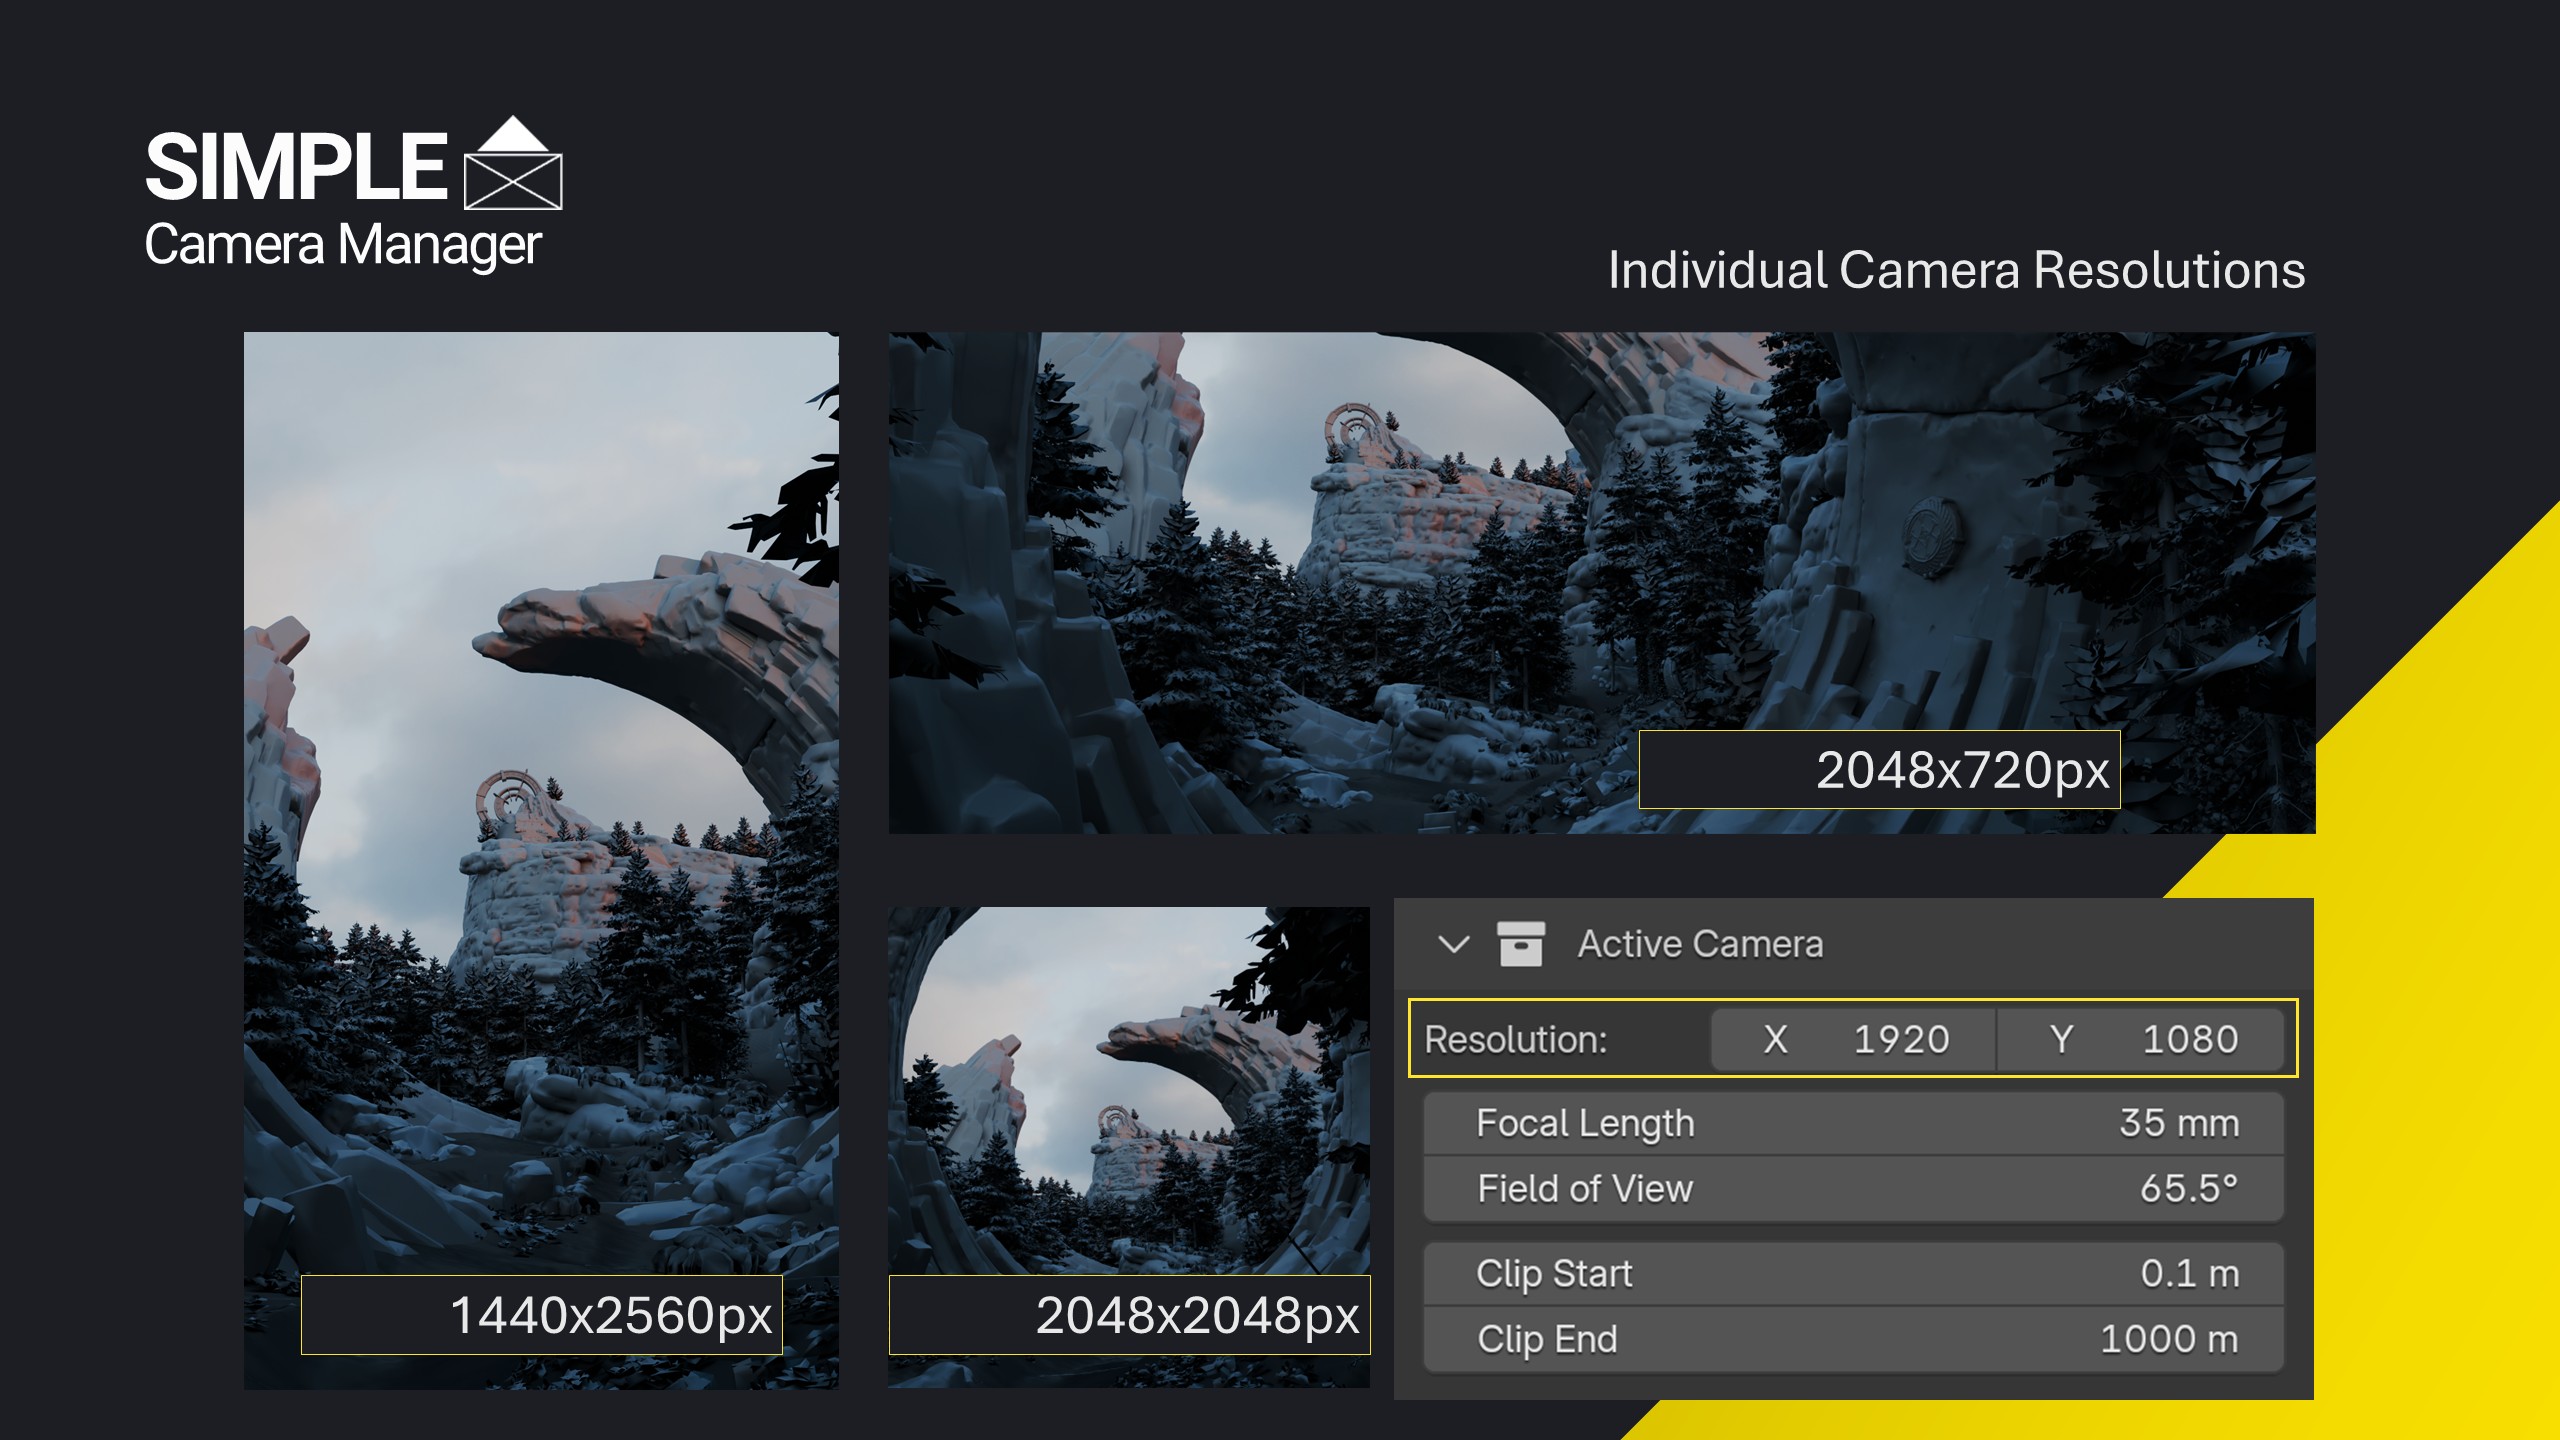 SIMPLE
Camera Manager
Individual Camera Resolutions
2048x720px
1440x2560px
2048x2048px
Active Camera
Resolution: X 1920 Y 1080
Focal Length 35 mm
Field of View 65.5°
Clip Start 0.1 m
Clip End 1000 m